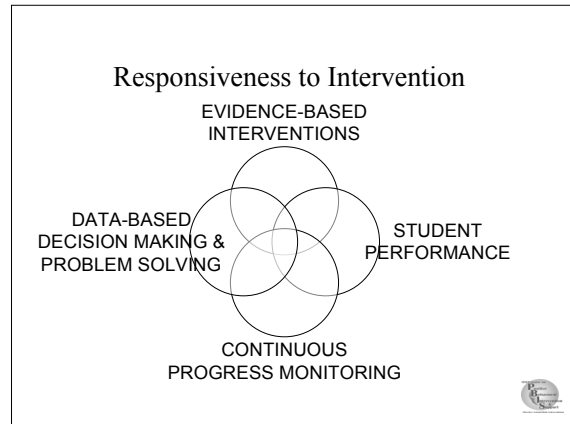 Responsiveness to Intervention
EVIDENCE-BASED
INTERVENTIONS
DATA-BASED
DECISION MAKING &
PROBLEM SOLVING
STUDENT
PERFORMANCE
CONTINUOUS
PROGRESS MONITORING